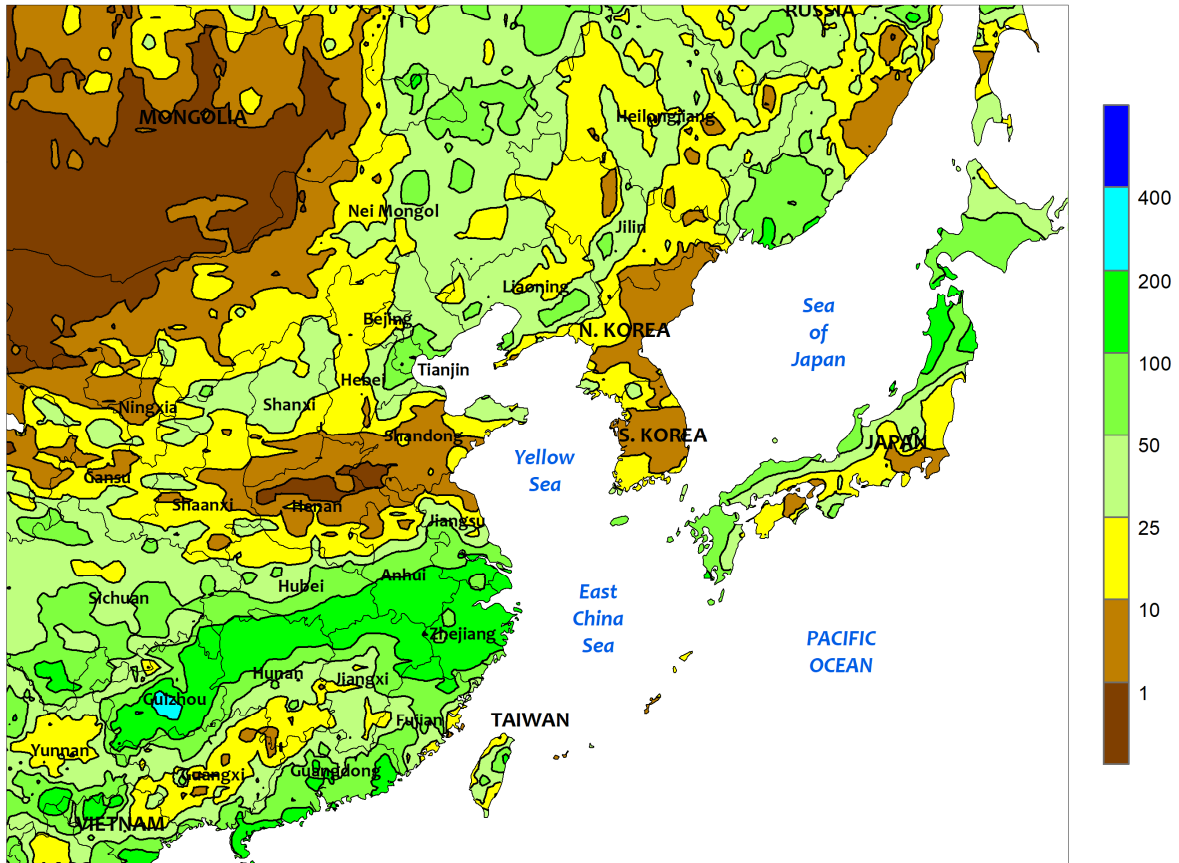 RUSSIA
MONGOLIA
Heilongjiang
400
Nei Mongol
Jilin
200
Liaoning
Sea
of
Japan
Bejing
N. KOREA
100
Tianjin
Hebei
Shanxi
Ningxia
Shandong
S. KOREA
JAPAN
50
Yellow
Sea
Gansu
Shaanxi
Henan
Jiangsu
25
Anhui
Hubei
Sichuan
East
China
Sea
10
Zhejiang
PACIFIC
OCEAN
Hunan
Jiangxi
Guizhou
1
Fujian
TAIWAN
Yunnan
Guangxi
Guangdong
VIETNAM